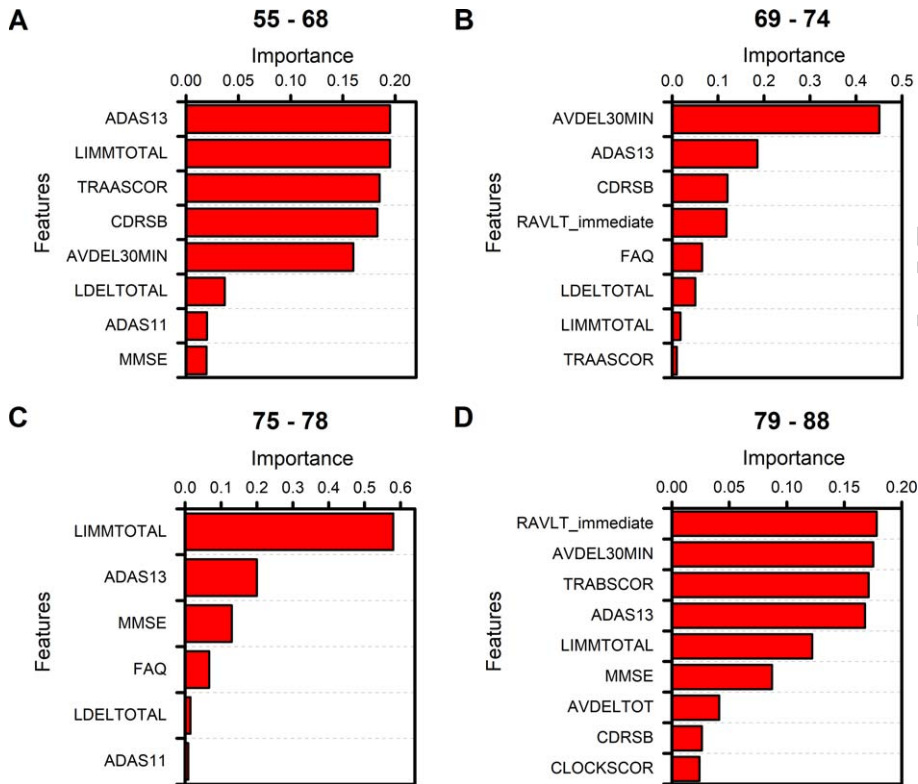 A
55 - 68
Importance
0.00 0.05 0.10 0.15 0.20
Features
ADAS13
LIMMTOTAL
TRAASCOR
CDRSB
AVDEL30MIN
LDELTOTAL
ADAS11
MMSE
B
69 - 74
Importance
0.0 0.1 0.2 0.3 0.4 0.5
Features
AVDEL30MIN
ADAS13
CDRSB
RAVLT_immediate
FAQ
LDELTOTAL
LIMMTOTAL
TRAASCOR
C
75 - 78
Importance
0.0 0.1 0.2 0.3 0.4 0.5 0.6
Features
LIMMTOTAL
ADAS13
MMSE
FAQ
LDELTOTAL
ADAS11
D
79 - 88
Importance
0.00 0.05 0.10 0.15 0.20
Features
RAVLT_immediate
AVDEL30MIN
TRABSCOR
ADAS13
LIMMTOTAL
MMSE
AVDELTOT
CDRSB
CLOCKSCOR